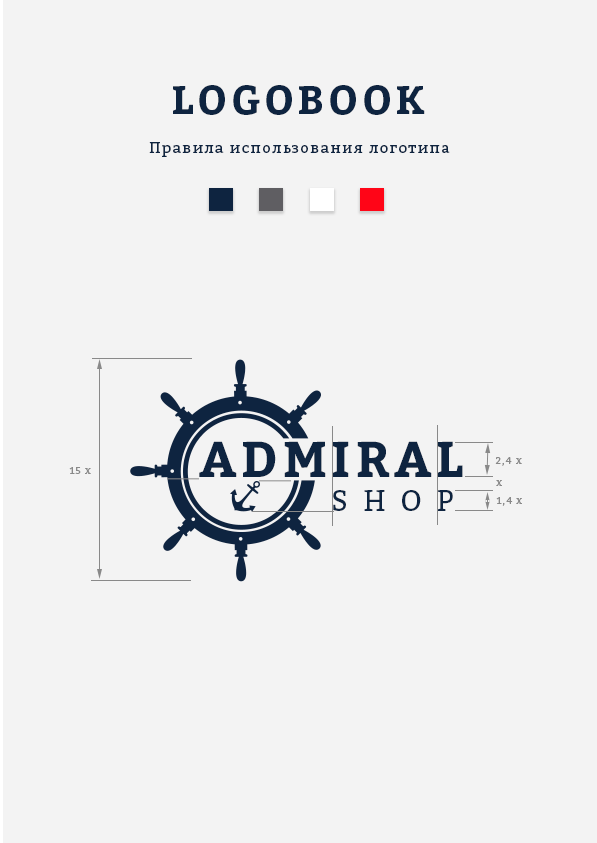 LOGOBOOK
Правила использования логотипа
ADMIRAL
SHOP
15 x
2,4 x
x
1,4 x